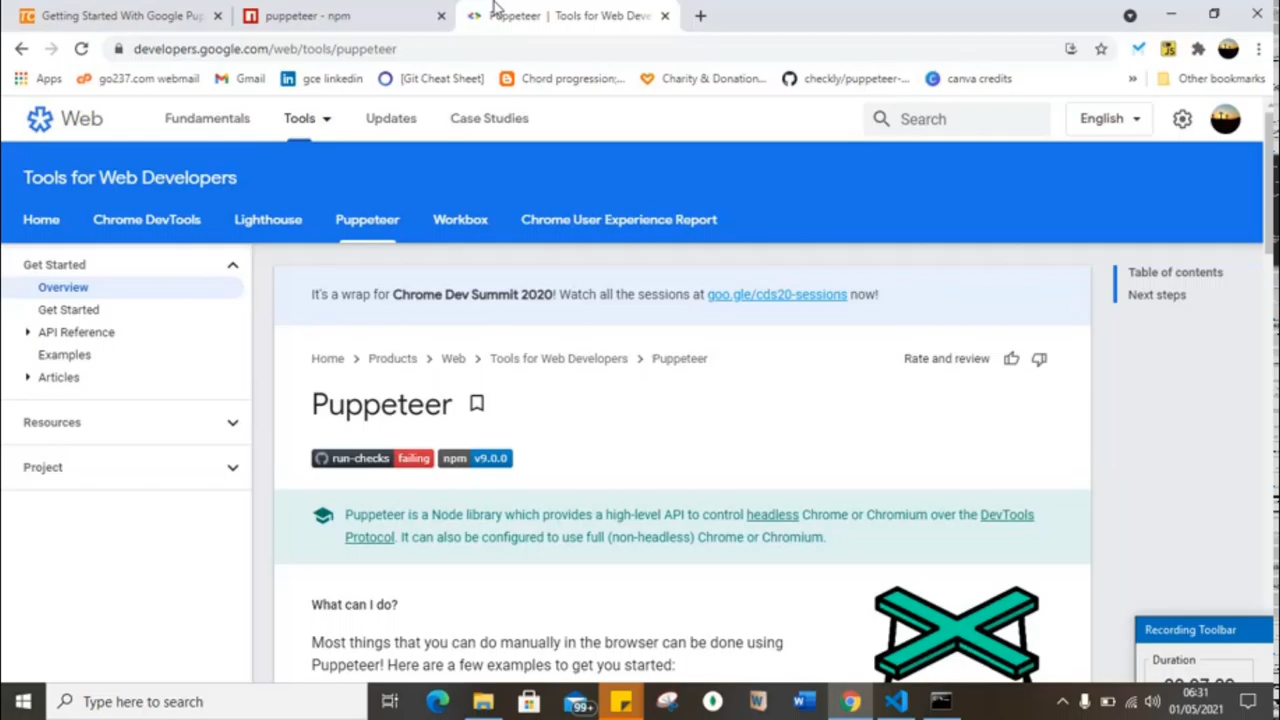 Getting Started With Google Pup
puppeteer - npm
Puppeteer | Tools for Web Deve
developers.google.com/web/tools/puppeteer
Apps
go237.com webmail
Gmail
gce linkedin
[Git Cheat Sheet]
Chord progression;...
Charity & Donation...
checkly/puppeteer-...
canva credits
»
Other bookmarks
Web
Fundamentals
Tools
Updates
Case Studies
Search
English
Tools for Web Developers
Home
Chrome DevTools
Lighthouse
Puppeteer
Workbox
Chrome User Experience Report
Get Started
Overview
Get Started
API Reference
Examples
Articles
Resources
Project
It's a wrap for Chrome Dev Summit 2020! Watch all the sessions at goo.gle/cds20-sessions now!
Home > Products > Web > Tools for Web Developers > Puppeteer
Rate and review
Puppeteer
run-checks failing npm v9.0.0
Puppeteer is a Node library which provides a high-level API to control headless Chrome or Chromium over the DevTools
Protocol. It can also be configured to use full (non-headless) Chrome or Chromium.
What can I do?
Most things that you can do manually in the browser can be done using
Puppeteer! Here are a few examples to get you started:
Table of contents
Next steps
Recording Toolbar
Duration
Type here to search
99+
06:31
01/05/2021